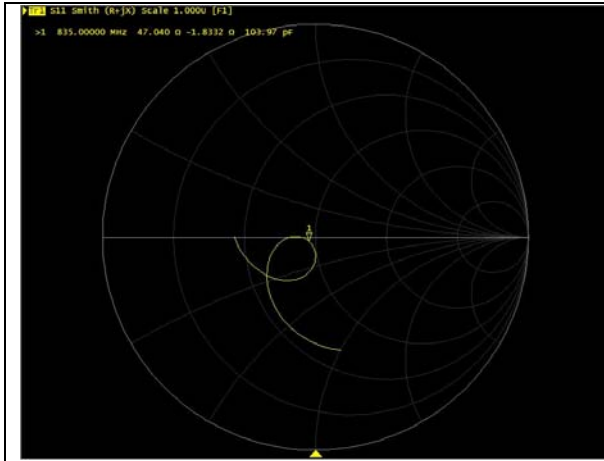 Tr1 S11 Smith (R+jX) Scale 1.000U [F1]
>1 835.00000 MHz 47.040 Ω -1.8332 Ω 103.97 pF
1